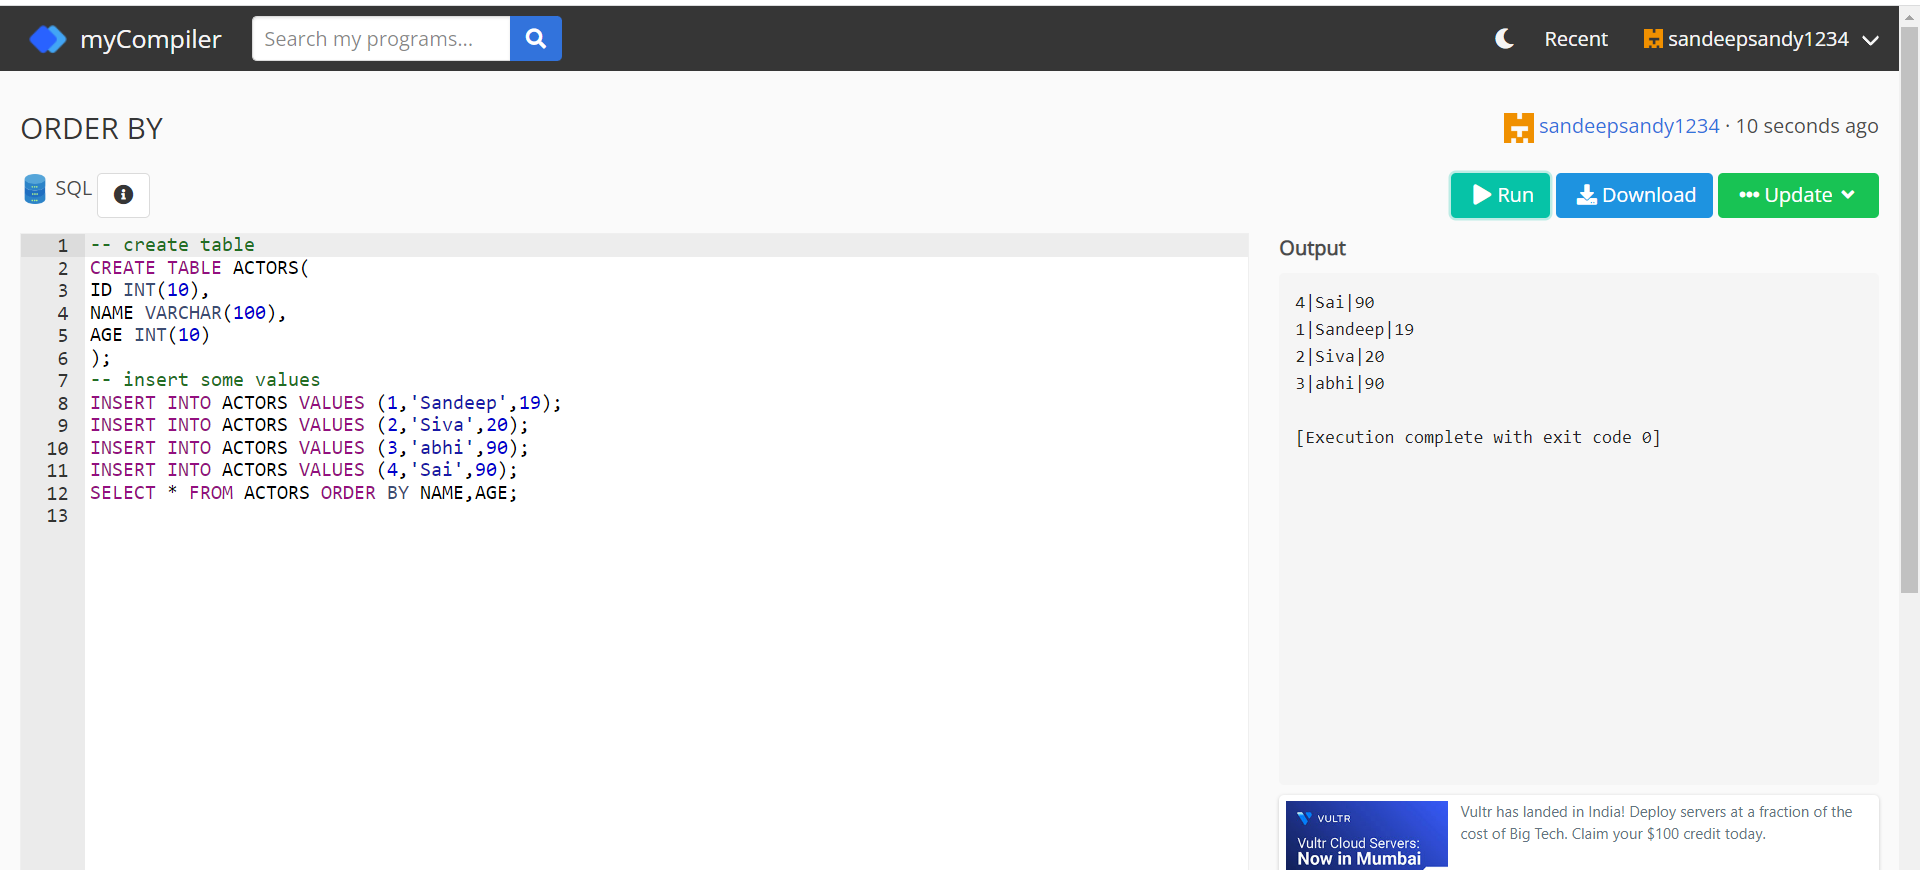 myCompiler
Search my programs...
Recent
sandeepsandy1234
ORDER BY
sandeepsandy1234 · 10 seconds ago
SQL
Run
Download
Update
1 -- create table
2 CREATE TABLE ACTORS(
3 ID INT(10),
4 NAME VARCHAR(100),
5 AGE INT(10)
6 );
7 -- insert some values
8 INSERT INTO ACTORS VALUES (1,'Sandeep',19);
9 INSERT INTO ACTORS VALUES (2,'Siva',20);
10 INSERT INTO ACTORS VALUES (3,'abhi',90);
11 INSERT INTO ACTORS VALUES (4,'Sai',90);
12 SELECT * FROM ACTORS ORDER BY NAME,AGE;
13
Output
4|Sai|90
1|Sandeep|19
2|Siva|20
3|abhi|90
[Execution complete with exit code 0]
VULTR
Vultr Cloud Servers:
Now in Mumbai
Vultr has landed in India! Deploy servers at a fraction of the
cost of Big Tech. Claim your $100 credit today.